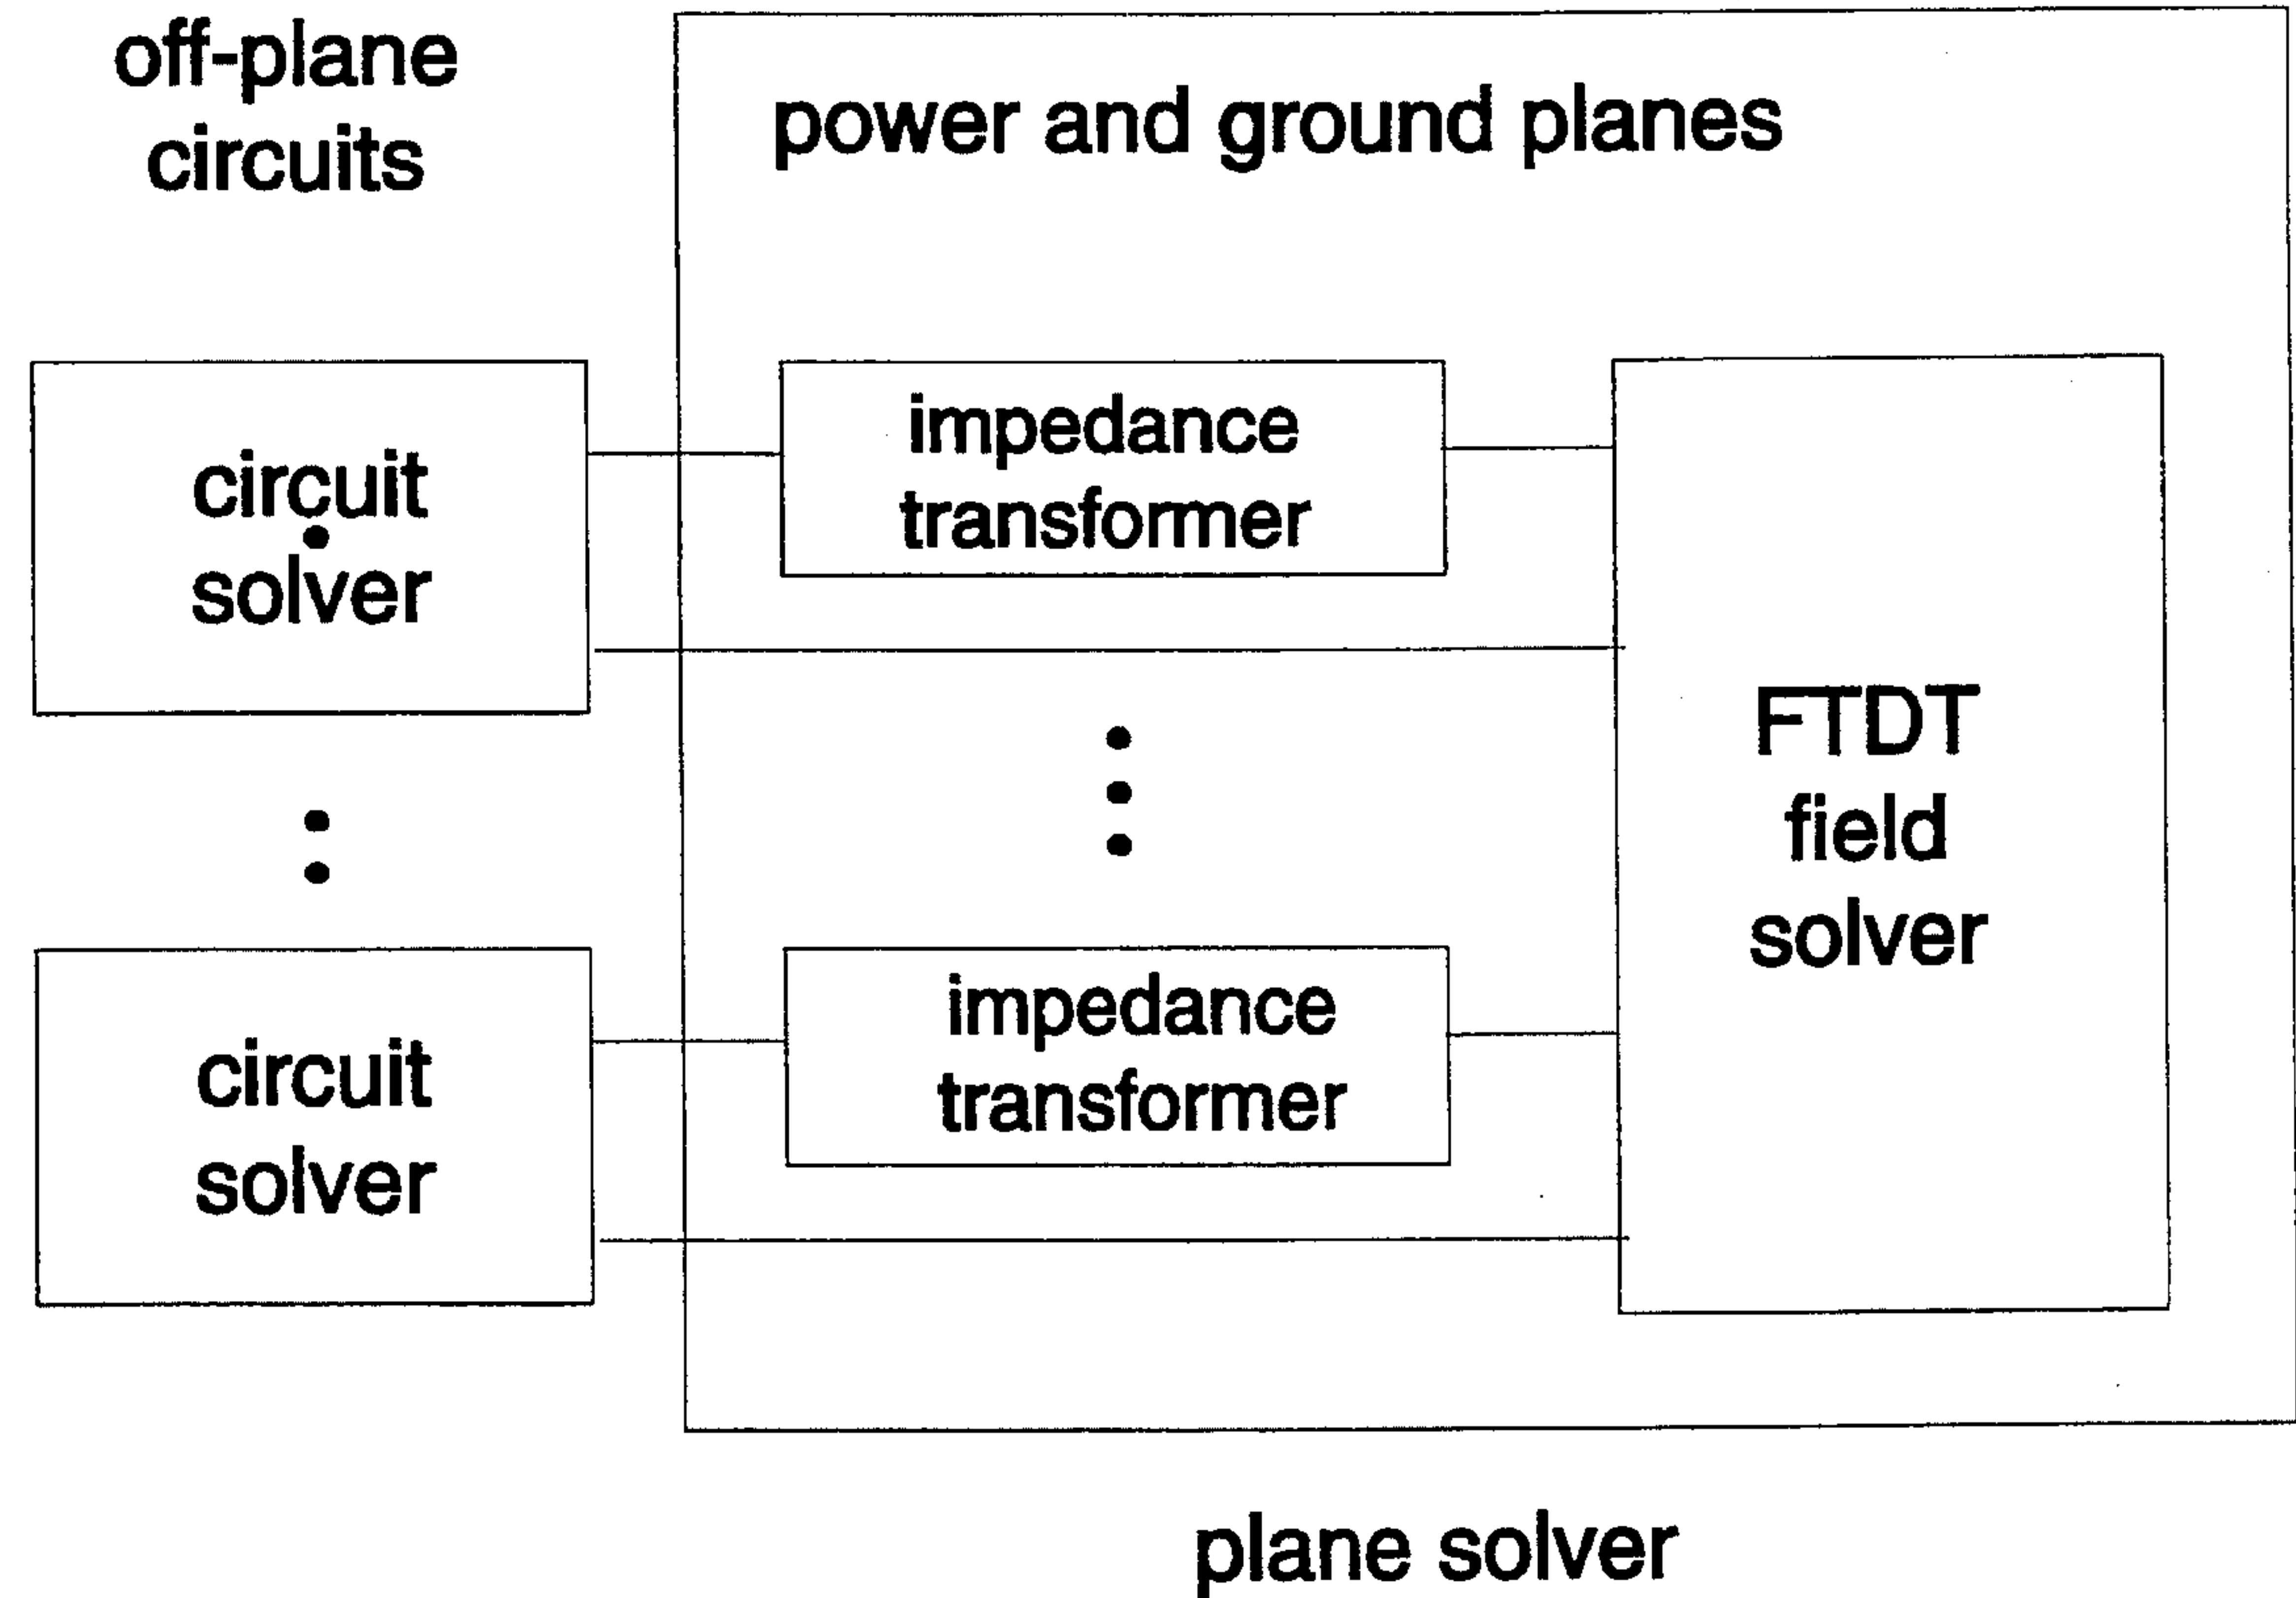 off-plane
circuits
power and ground planes
circuit
solver
impedance
transformer
FTDT
field
solver
circuit
solver
impedance
transformer
plane solver